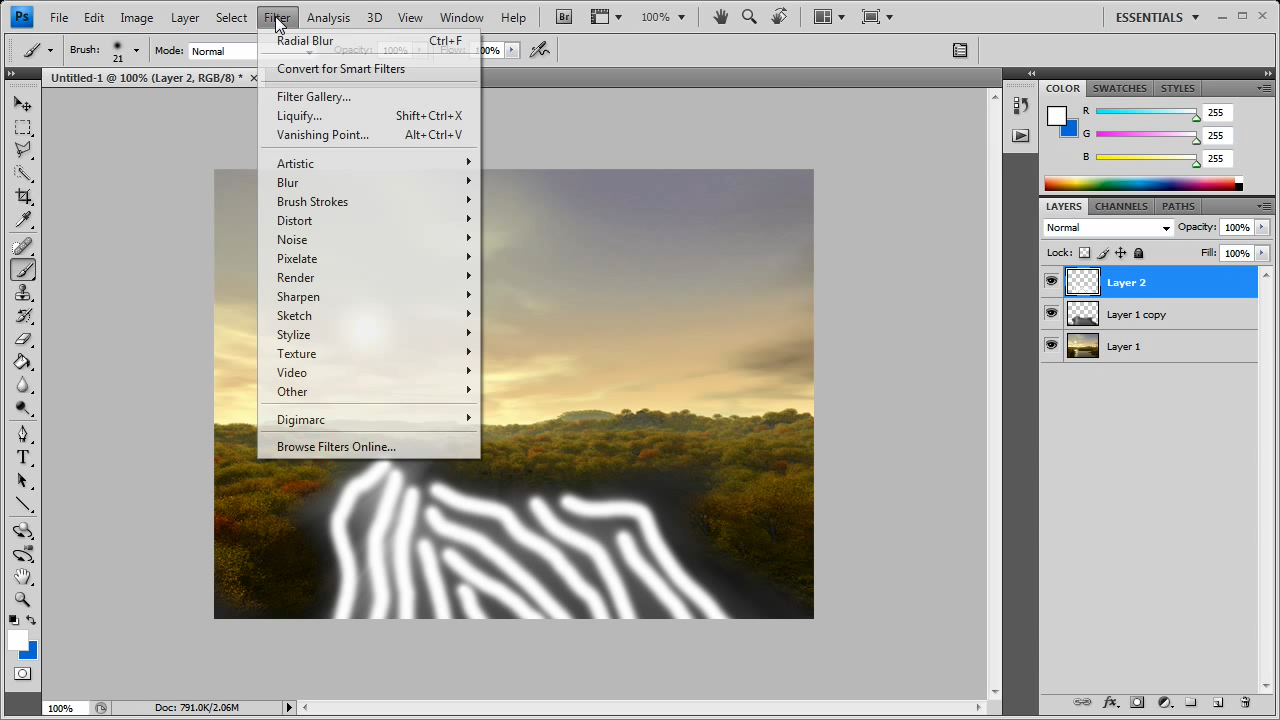 Ps File Edit Image Layer Select Filter Analysis 3D View Window Help Br 100% ESSENTIALS
Brush: 21 Mode: Normal Opacity: 100% Flow: 100%
Untitled-1 @ 100% (Layer 2, RGB/8) *
Radial Blur Ctrl+F
Convert for Smart Filters
Filter Gallery...
Liquify... Shift+Ctrl+X
Vanishing Point... Alt+Ctrl+V
Artistic
Blur
Brush Strokes
Distort
Noise
Pixelate
Render
Sharpen
Sketch
Stylize
Texture
Video
Other
Digimarc
Browse Filters Online...
COLOR SWATCHES STYLES
R 255
G 255
B 255
LAYERS CHANNELS PATHS
Normal Opacity: 100%
Lock: Fill: 100%
Layer 2
Layer 1 copy
Layer 1
T
fx
100% Doc: 791.0K/2.06M